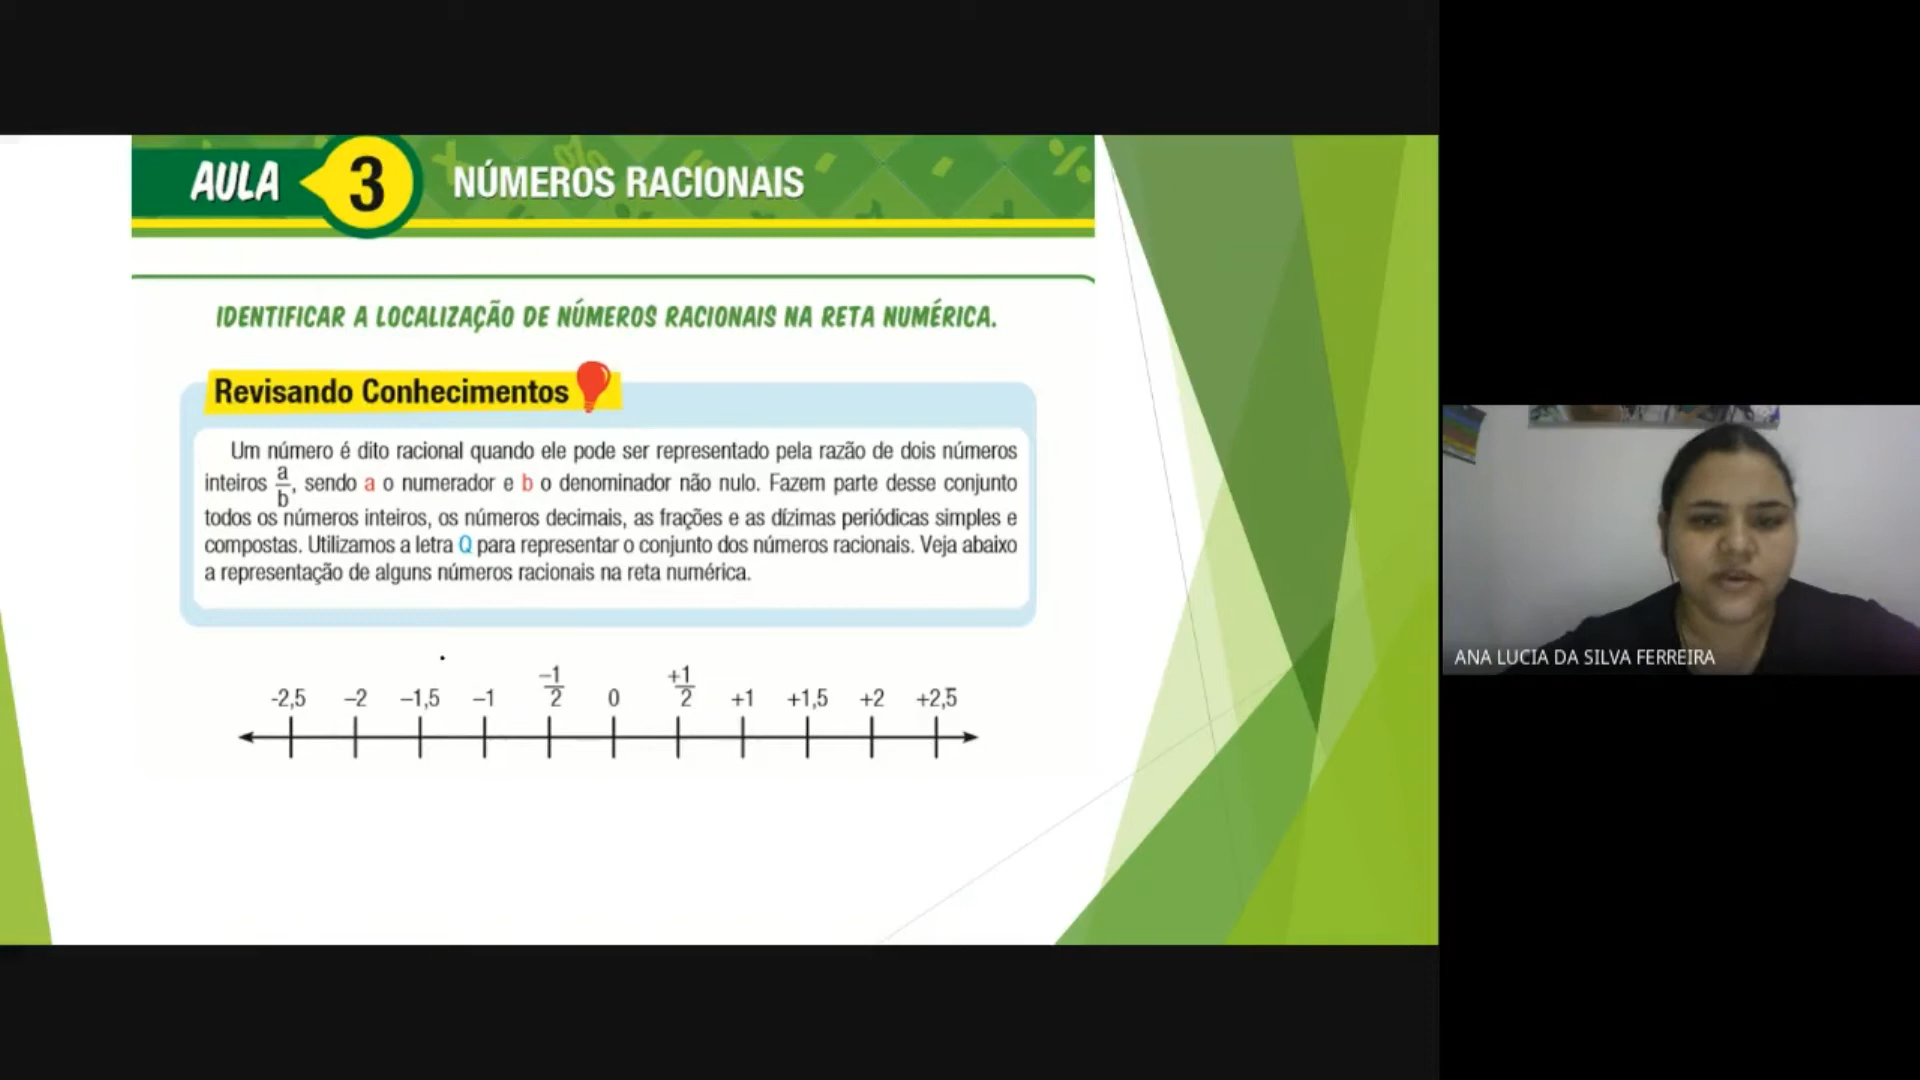 AULA 3 NÚMEROS RACIONAIS
IDENTIFICAR A LOCALIZAÇÃO DE NÚMEROS RACIONAIS NA RETA NUMÉRICA.
Revisando Conhecimentos
Um número é dito racional quando ele pode ser representado pela razão de dois números
inteiros a/b, sendo a o numerador e b o denominador não nulo. Fazem parte desse conjunto
todos os números inteiros, os números decimais, as frações e as dízimas periódicas simples e
compostas. Utilizamos a letra Q para representar o conjunto dos números racionais. Veja abaixo
a representação de alguns números racionais na reta numérica.
-2,5 –2 –1,5 –1 –1/2 0 +1/2 +1 +1,5 +2 +2,5
ANA LUCIA DA SILVA FERREIRA